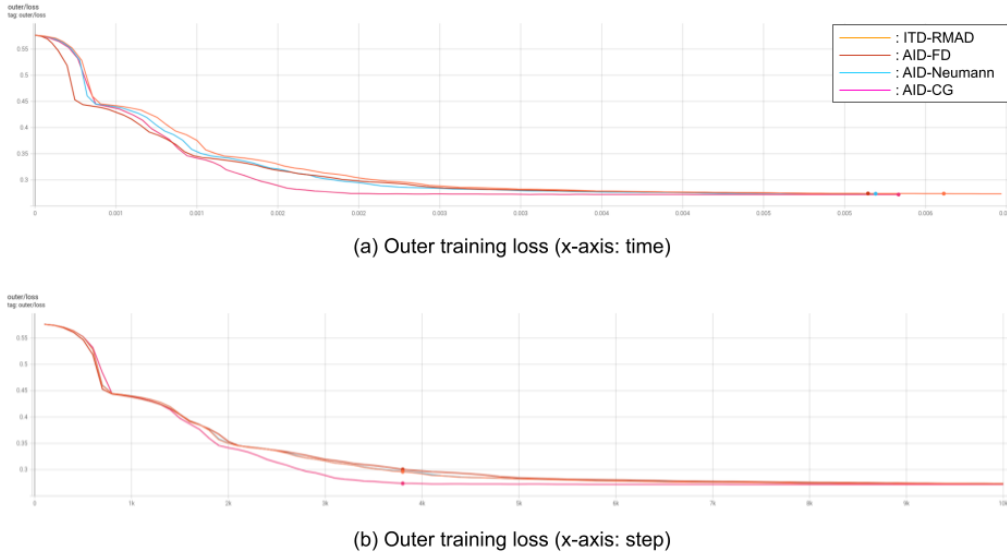 outer/loss
tag: outer/loss
: ITD-RMAD
: AID-FD
: AID-Neumann
: AID-CG
0.55
0.5
0.45
0.4
0.35
0.3
0 0.001 0.001 0.002 0.002 0.003 0.003 0.004 0.004 0.005 0.005 0.006
(a) Outer training loss (x-axis: time)
outer/loss
tag: outer/loss
0.55
0.5
0.45
0.4
0.35
0.3
0 1k 2k 3k 4k 5k 6k 7k 8k 9k 10k
(b) Outer training loss (x-axis: step)